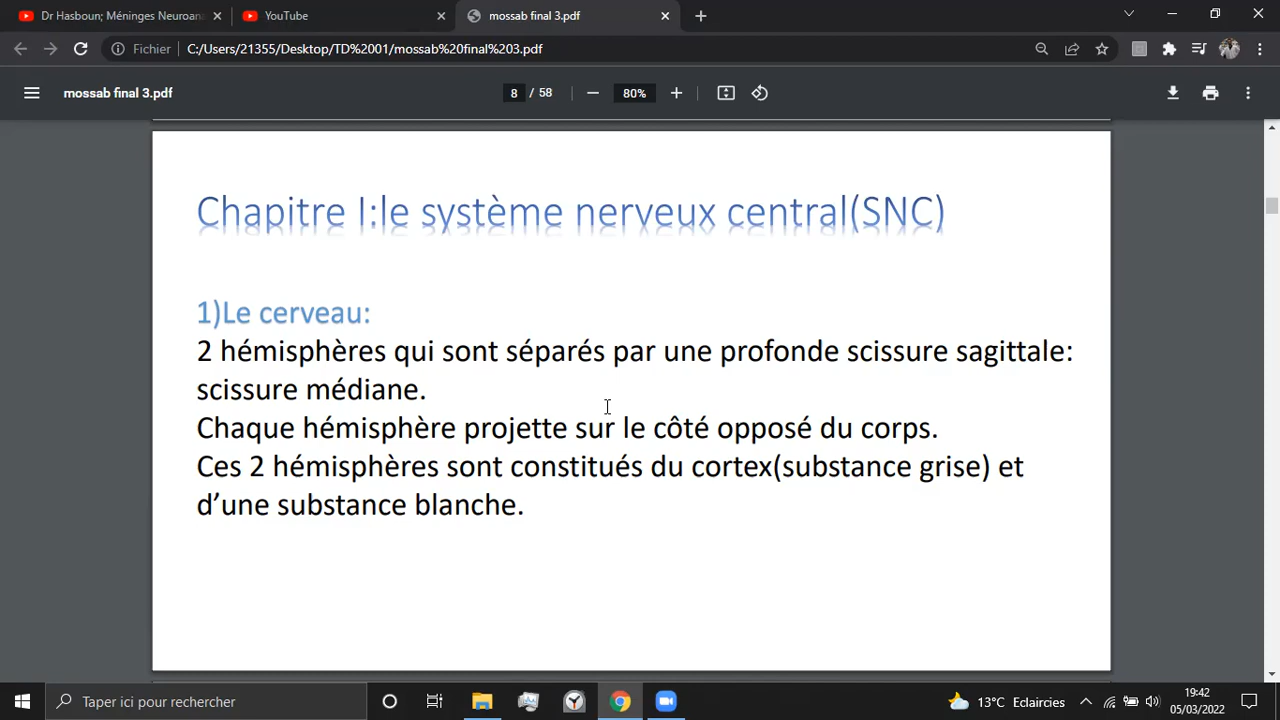 Dr Hasboun; Méninges Neuroana
YouTube
mossab final 3.pdf
Fichier
C:/Users/21355/Desktop/TD%2001/mossab%20final%203.pdf
mossab final 3.pdf
8 / 58
80%
Chapitre I:le système nerveux central(SNC)
1)Le cerveau:
2 hémisphères qui sont séparés par une profonde scissure sagittale:
scissure médiane.
Chaque hémisphère projette sur le côté opposé du corps.
Ces 2 hémisphères sont constitués du cortex(substance grise) et
d’une substance blanche.
Taper ici pour rechercher
13°C Eclaircies
19:42
05/03/2022